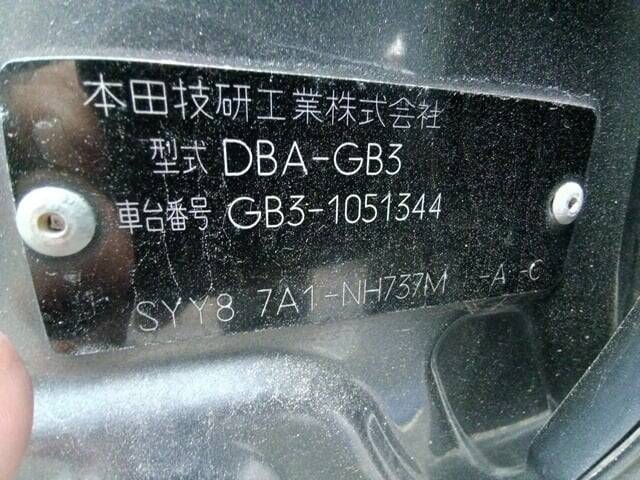 本田技研工業株式会社
型式 DBA-GB3
車台番号 GB3-1051344
SYY8 7A1-NH737M -A -C